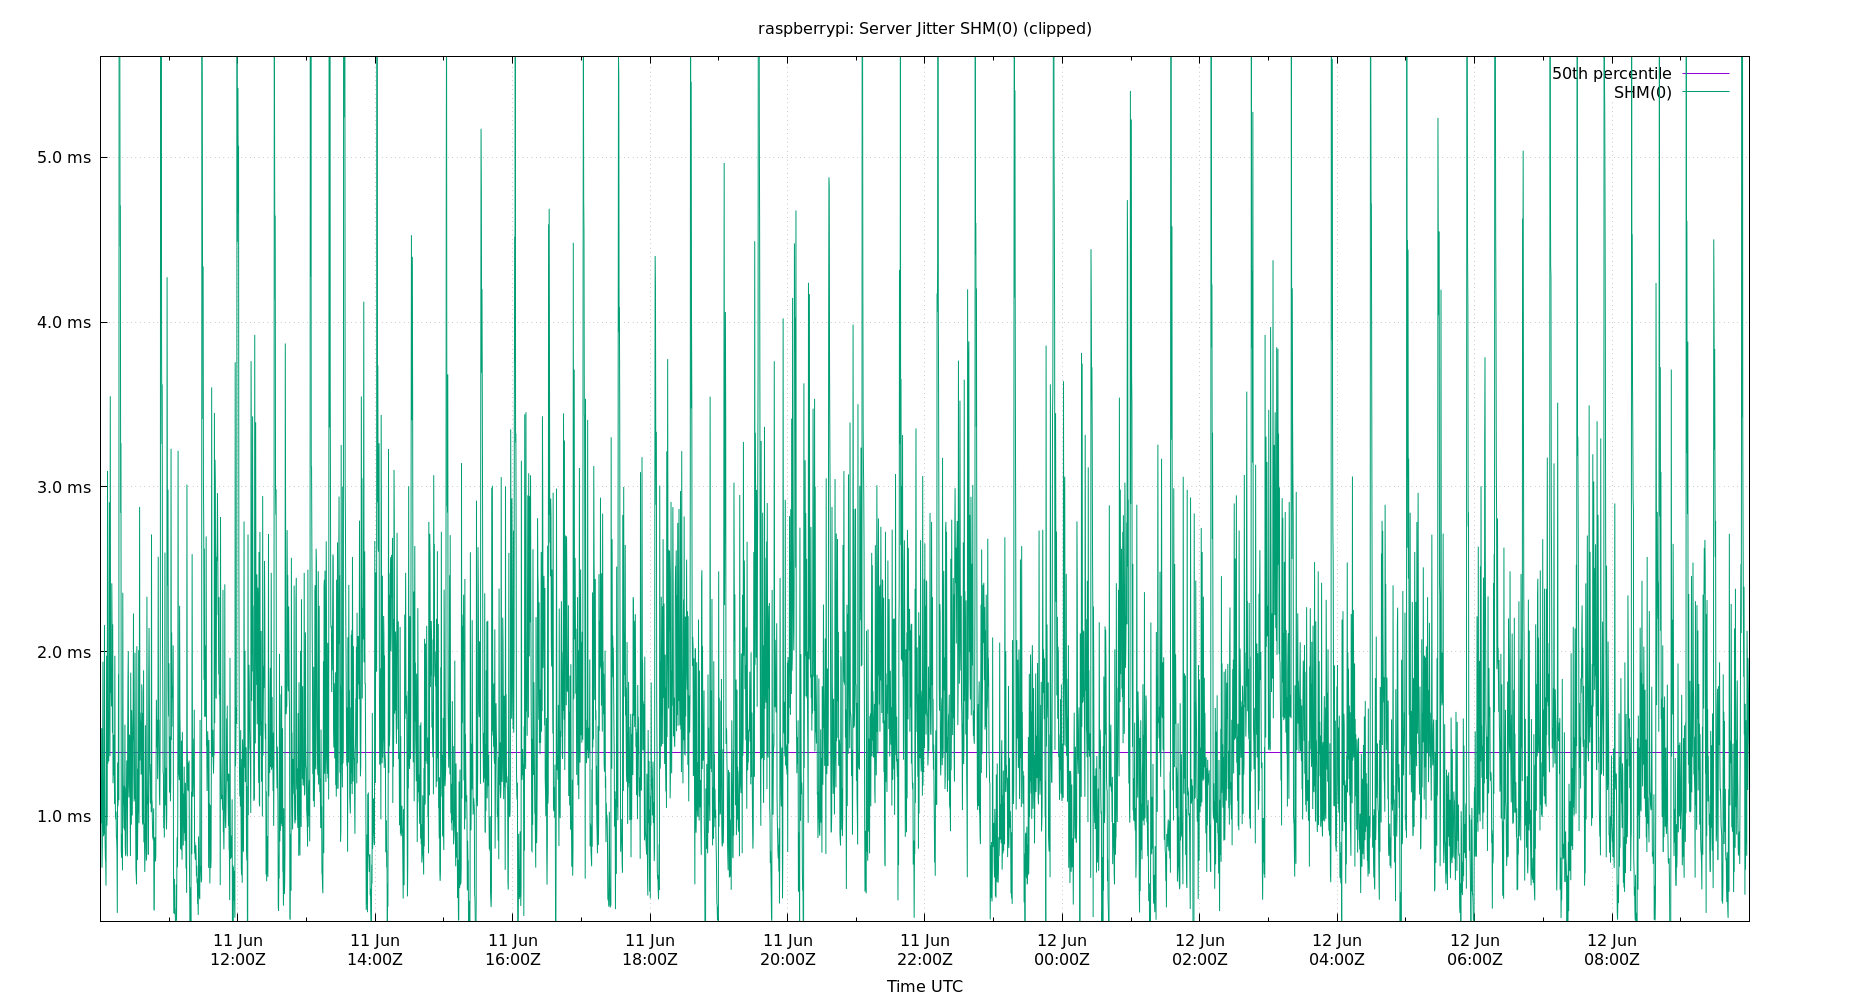 raspberrypi: Server Jitter SHM(0) (clipped)
50th percentile
SHM(0)
5.0 ms
4.0 ms
3.0 ms
2.0 ms
1.0 ms
11 Jun 11 Jun 11 Jun 11 Jun 11 Jun 11 Jun 12 Jun 12 Jun 12 Jun 12 Jun 12 Jun
12:00Z 14:00Z 16:00Z 18:00Z 20:00Z 22:00Z 00:00Z 02:00Z 04:00Z 06:00Z 08:00Z
Time UTC